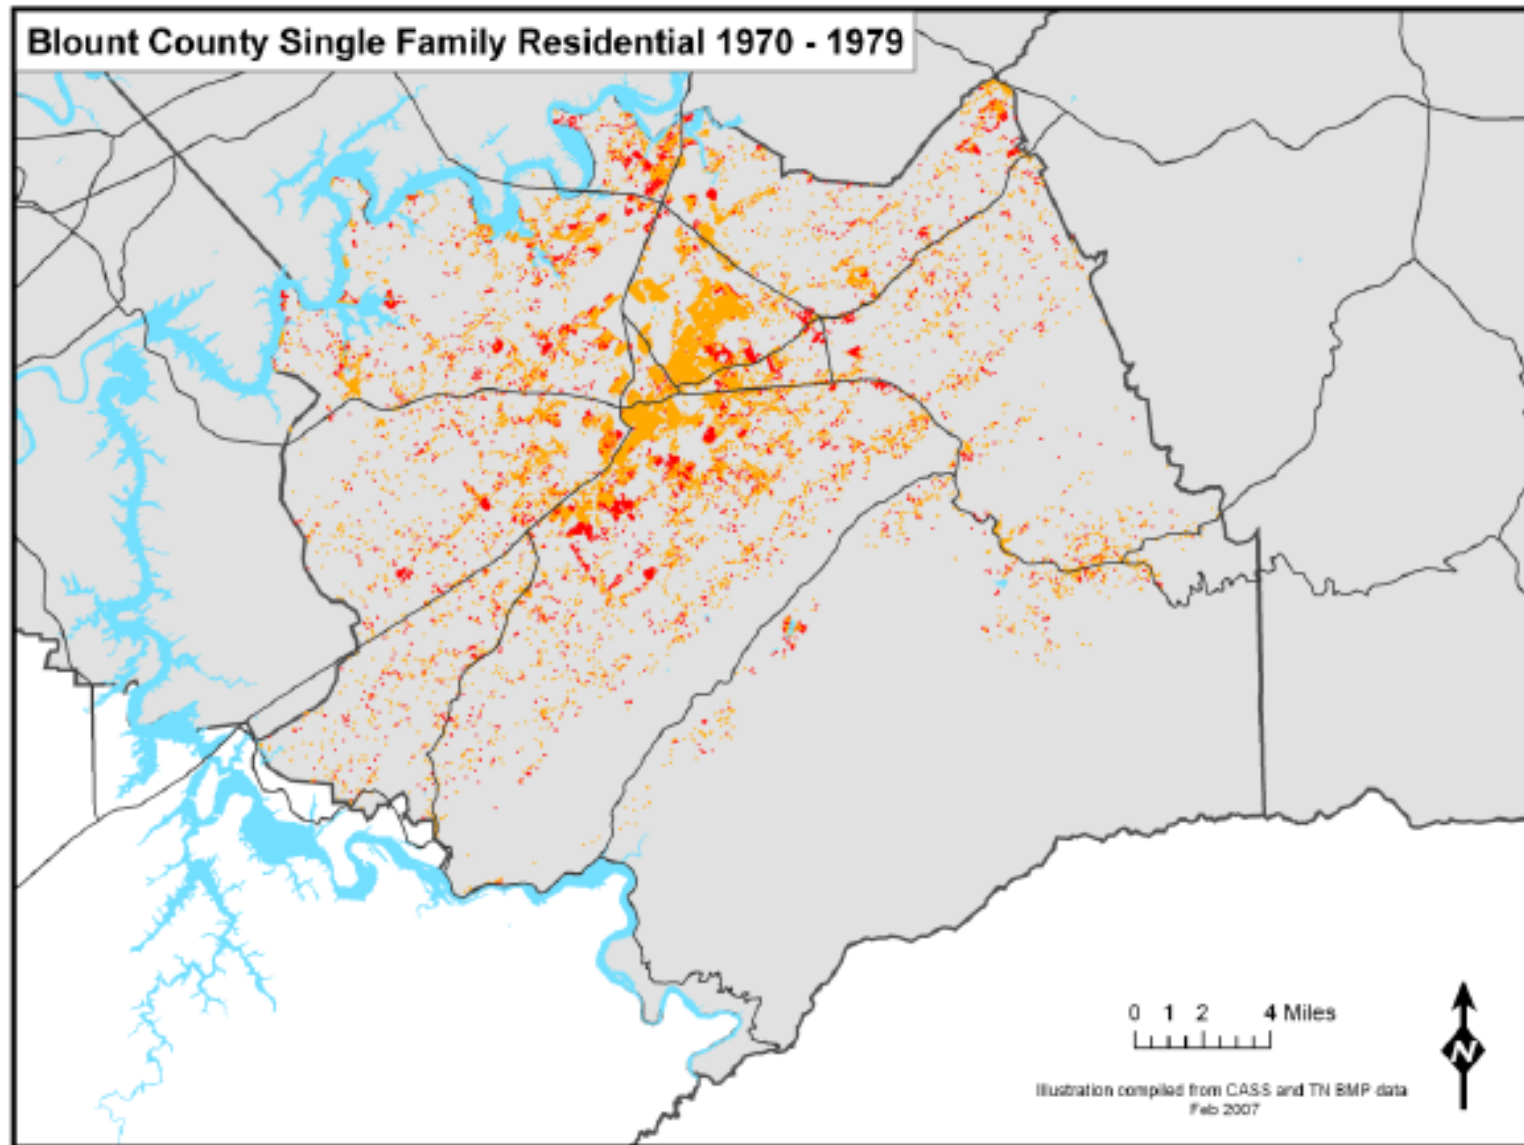 Blount County Single Family Residential 1970 - 1979
0 1 2 4 Miles
N
Illustration compiled from CASS and TN BMP data
Feb 2007